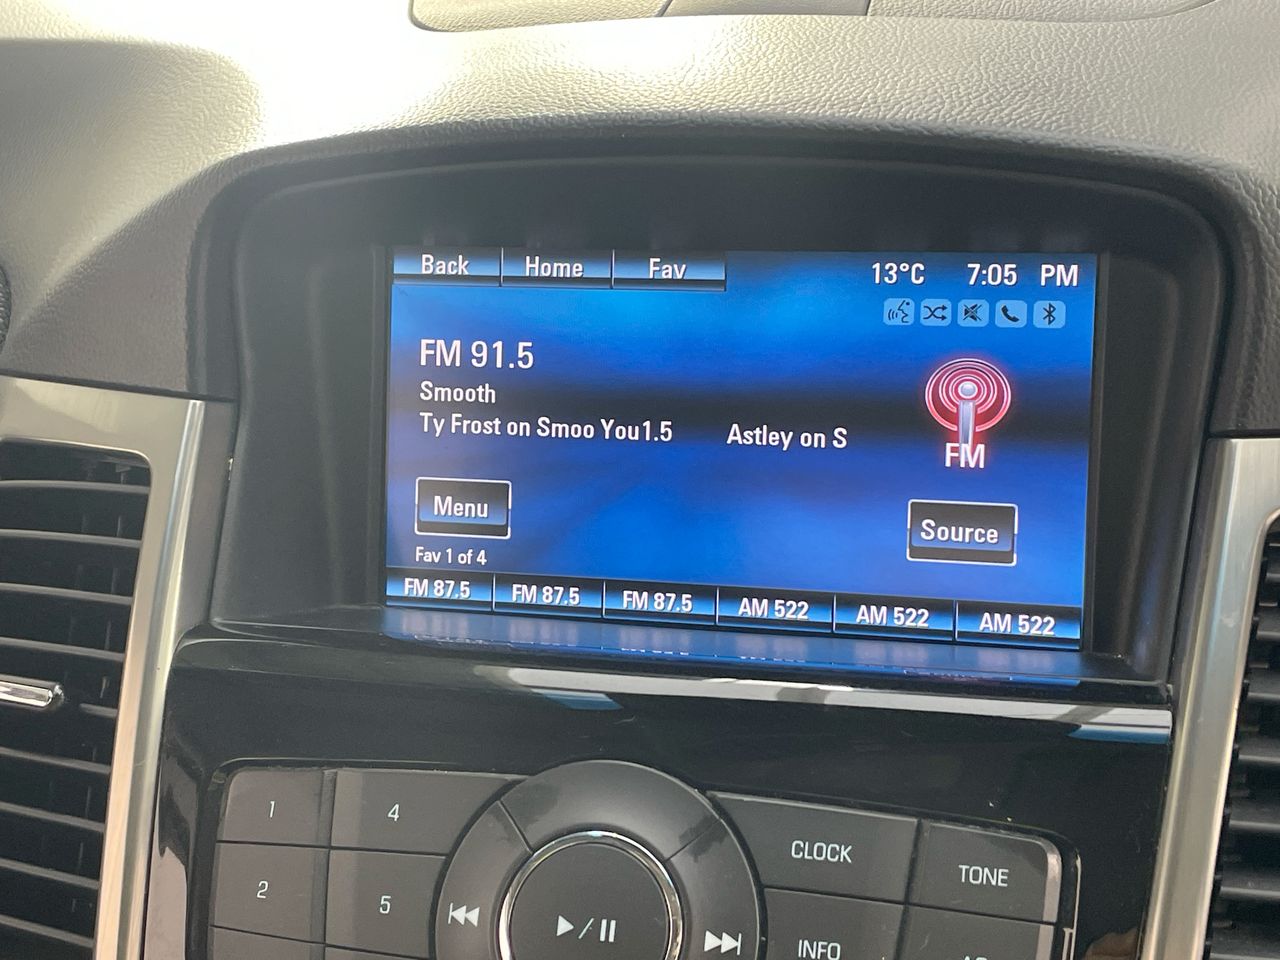 Back Home Fav 13°C 7:05 PM
FM 91.5
Smooth
Ty Frost on Smoo You1.5 Astley on S
FM
Menu Source
Fav 1 of 4
FM 87.5 FM 87.5 FM 87.5 AM 522 AM 522 AM 522
1 4 CLOCK TONE
2 5 INFO